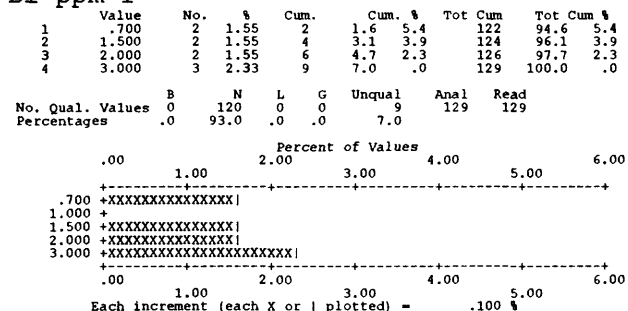 ppm
Value No. % Cum. Cum. % Tot Cum Tot Cum %
1 .700 2 1.55 2 1.6 5.4 122 94.6 5.4
2 1.500 2 1.55 4 3.1 3.9 124 96.1 3.9
3 2.000 2 1.55 6 4.7 2.3 126 97.7 2.3
4 3.000 3 2.33 9 7.0 .0 129 100.0 .0
B N L G Unqual Anal Read
No. Qual. Values 0 120 0 0 9 129 129
Percentages .0 93.0 .0 .0 7.0
Percent of Values
.00 2.00 4.00 6.00
1.00 3.00 5.00
+---------+---------+---------+---------+---------+---------+
.700 +XXXXXXXXXXXXXXX|
1.000 +
1.500 +XXXXXXXXXXXXXXX|
2.000 +XXXXXXXXXXXXXXX|
3.000 +XXXXXXXXXXXXXXXXXXXXXX|
+---------+---------+---------+---------+---------+---------+
.00 2.00 4.00 6.00
1.00 3.00 5.00
Each increment (each X or | plotted) = .100 %